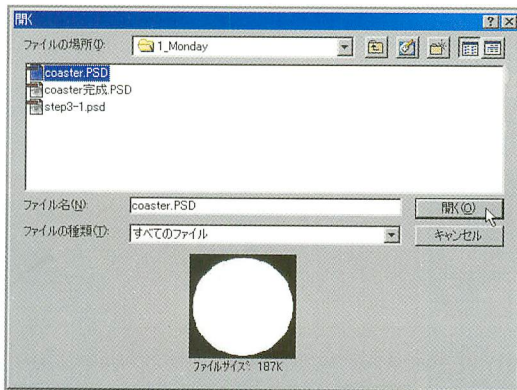 開く
ファイルの場所(I): 1_Monday
coaster.PSD
coaster完成.PSD
step3-1.psd
ファイル名(N): coaster.PSD 開く(O)
ファイルの種類(T): すべてのファイル キャンセル
ファイルサイズ: 187K